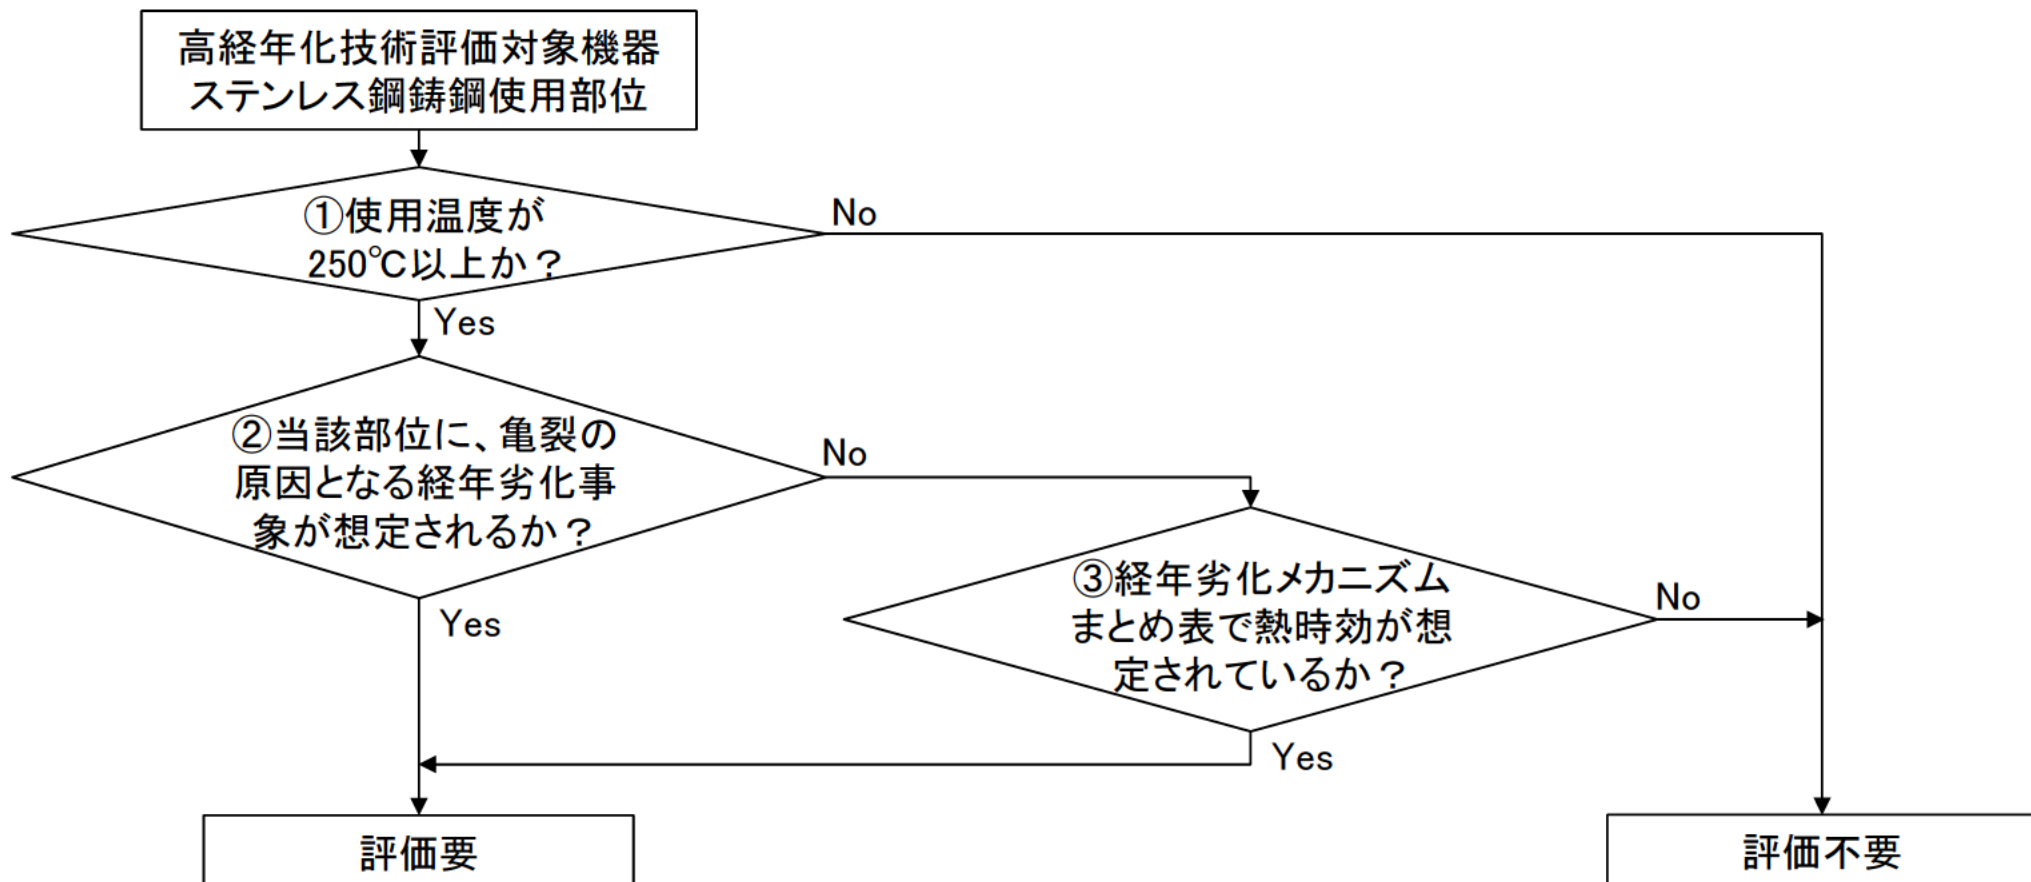 高経年化技術評価対象機器
ステンレス鋼鋳鋼使用部位
①使用温度が
250℃以上か？
No
Yes
②当該部位に、亀裂の
原因となる経年劣化事
象が想定されるか？
No
Yes
③経年劣化メカニズム
まとめ表で熱時効が想
定されているか？
No
Yes
評価要
評価不要